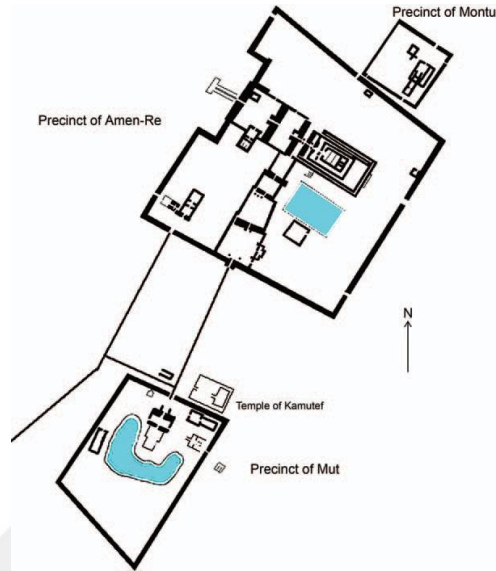 Precinct of Montu
Precinct of Amen-Re
N
Temple of Kamutef
Precinct of Mut